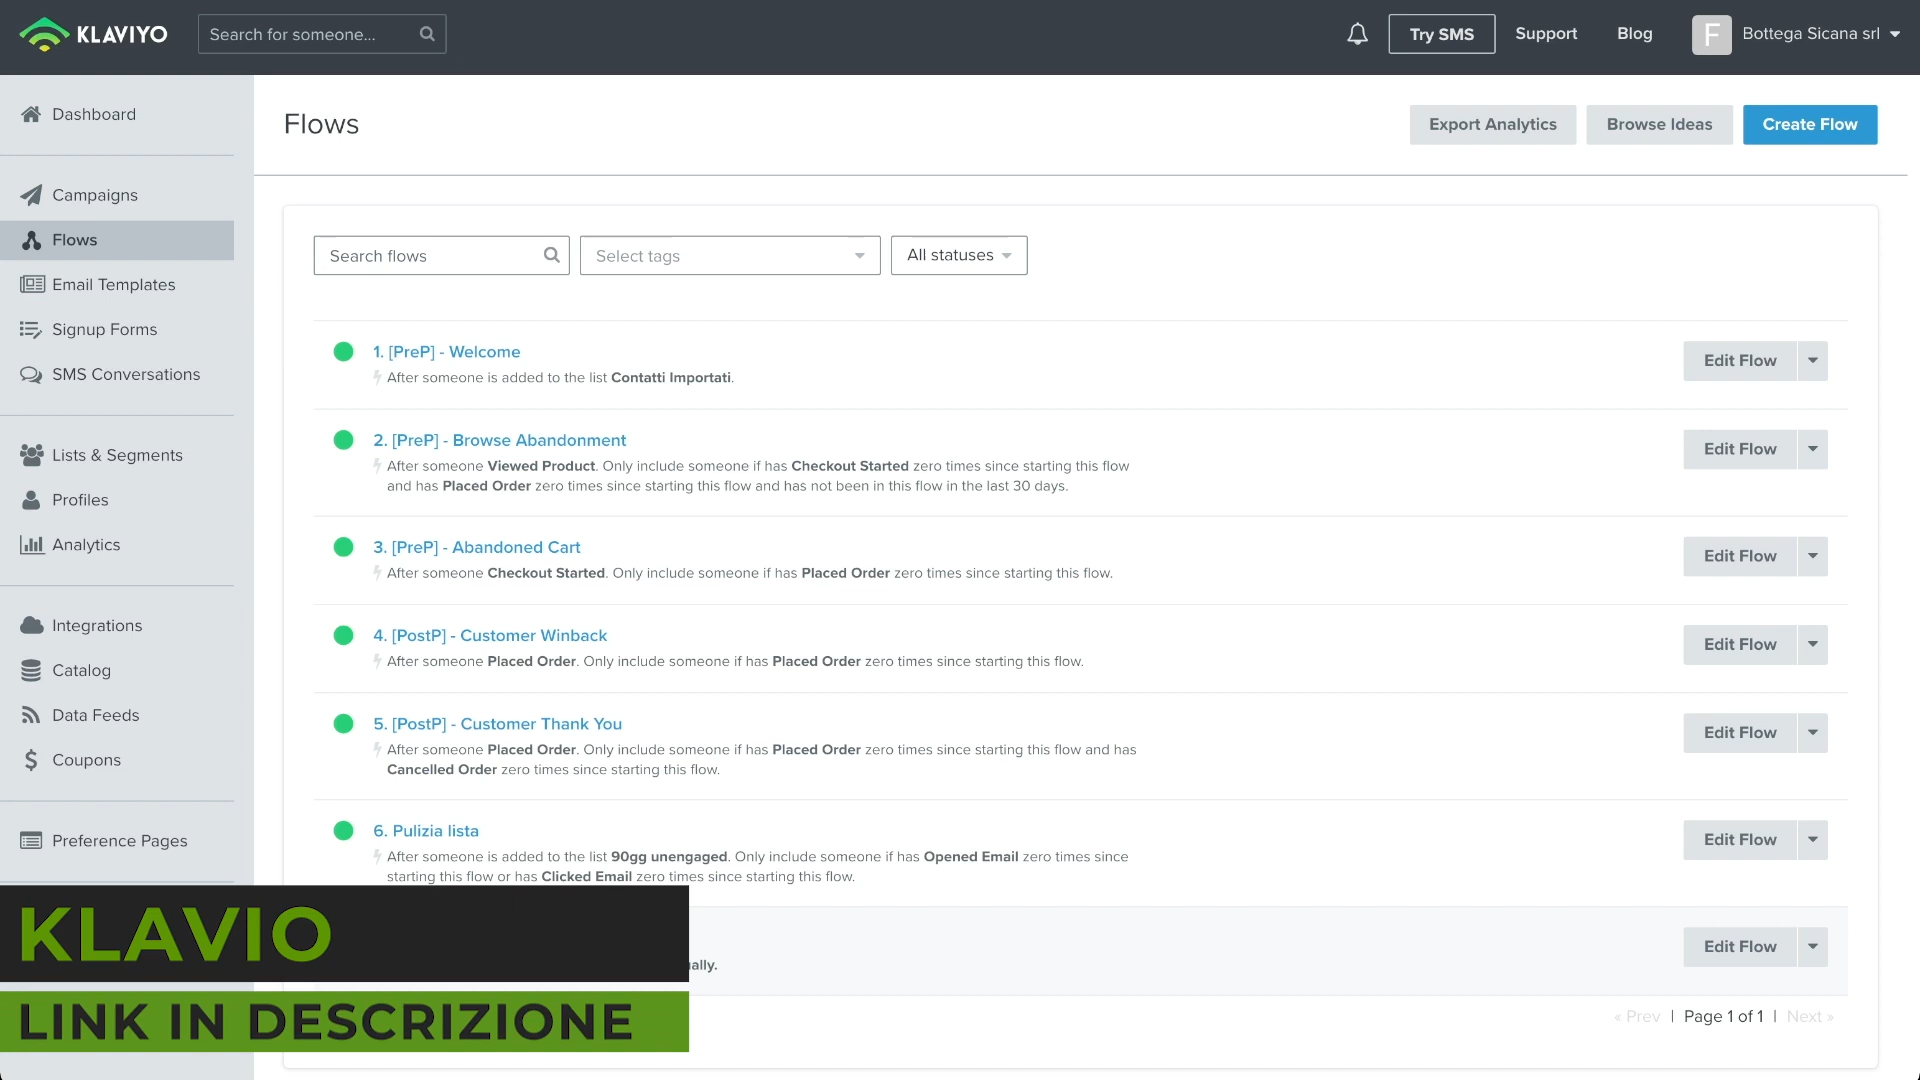 KLAVIYO
Search for someone...
Try SMS
Support
Blog
F
Bottega Sicana srl
Dashboard
Campaigns
Flows
Email Templates
Signup Forms
SMS Conversations
Lists & Segments
Profiles
Analytics
Integrations
Catalog
Data Feeds
Coupons
Preference Pages
Flows
Export Analytics
Browse Ideas
Create Flow
Search flows
Select tags
All statuses
1. [PreP] - Welcome
After someone is added to the list Contatti Importati.
Edit Flow
2. [PreP] - Browse Abandonment
After someone Viewed Product. Only include someone if has Checkout Started zero times since starting this flow
and has Placed Order zero times since starting this flow and has not been in this flow in the last 30 days.
Edit Flow
3. [PreP] - Abandoned Cart
After someone Checkout Started. Only include someone if has Placed Order zero times since starting this flow.
Edit Flow
4. [PostP] - Customer Winback
After someone Placed Order. Only include someone if has Placed Order zero times since starting this flow.
Edit Flow
5. [PostP] - Customer Thank You
After someone Placed Order. Only include someone if has Placed Order zero times since starting this flow and has
Cancelled Order zero times since starting this flow.
Edit Flow
6. Pulizia lista
After someone is added to the list 90gg unengaged. Only include someone if has Opened Email zero times since
starting this flow or has Clicked Email zero times since starting this flow.
Edit Flow
Edit Flow
« Prev | Page 1 of 1 | Next »
KLAVIO
LINK IN DESCRIZIONE